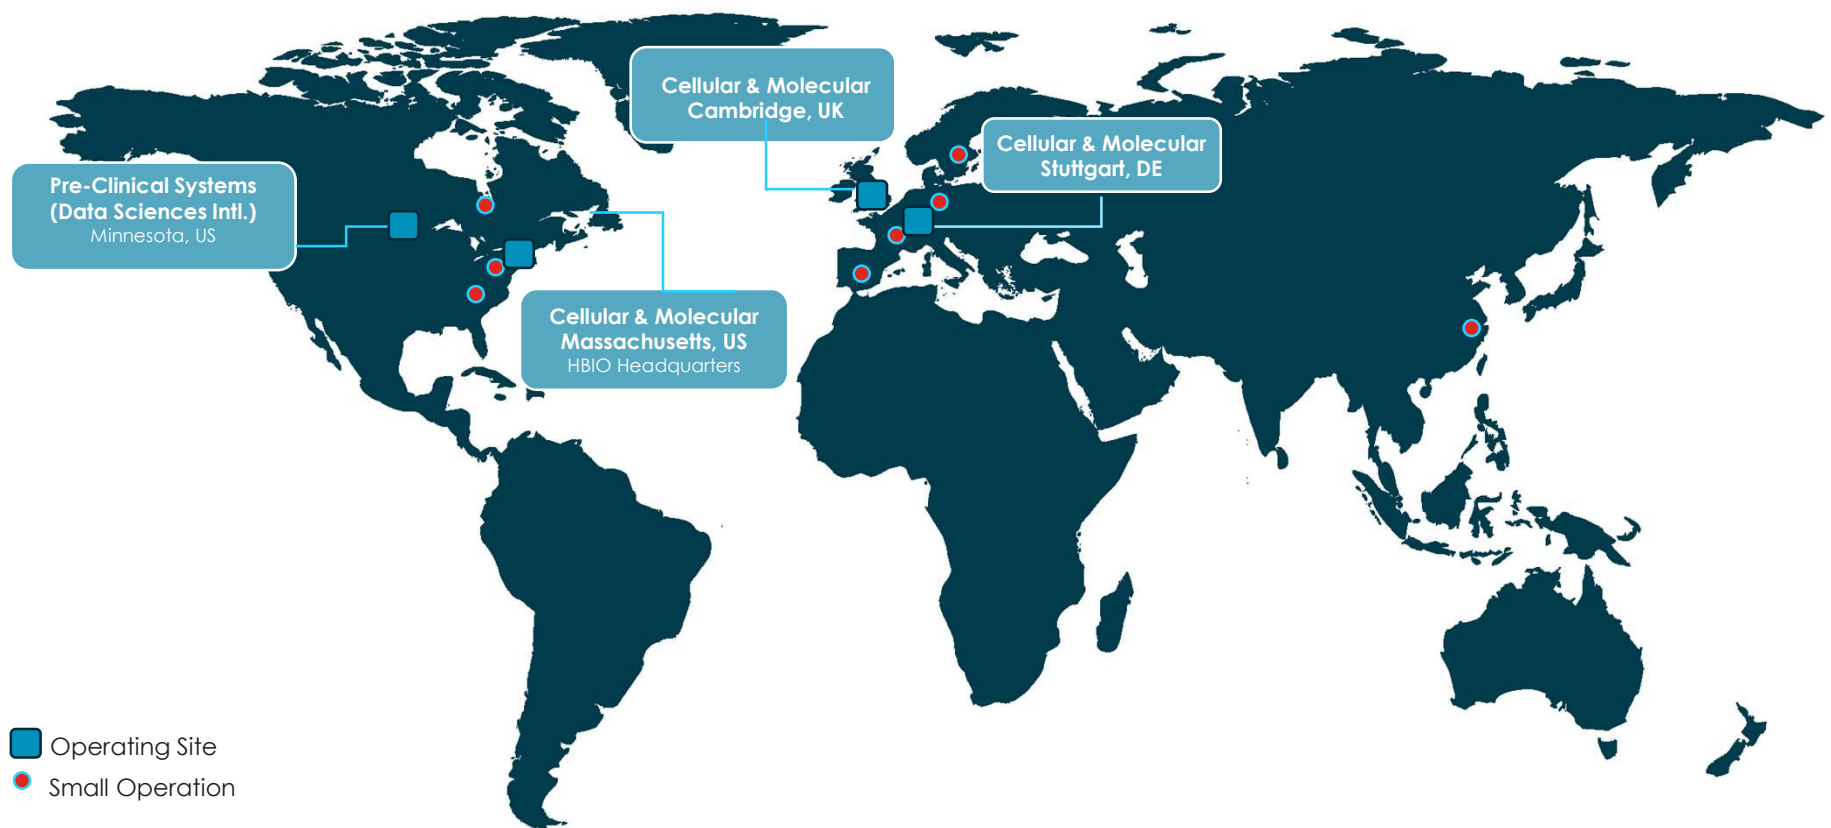 Cellular & Molecular
Cambridge, UK
Cellular & Molecular
Stuttgart, DE
Pre-Clinical Systems
(Data Sciences Intl.)
Minnesota, US
Cellular & Molecular
Massachusetts, US
HBIO Headquarters
Operating Site
Small Operation